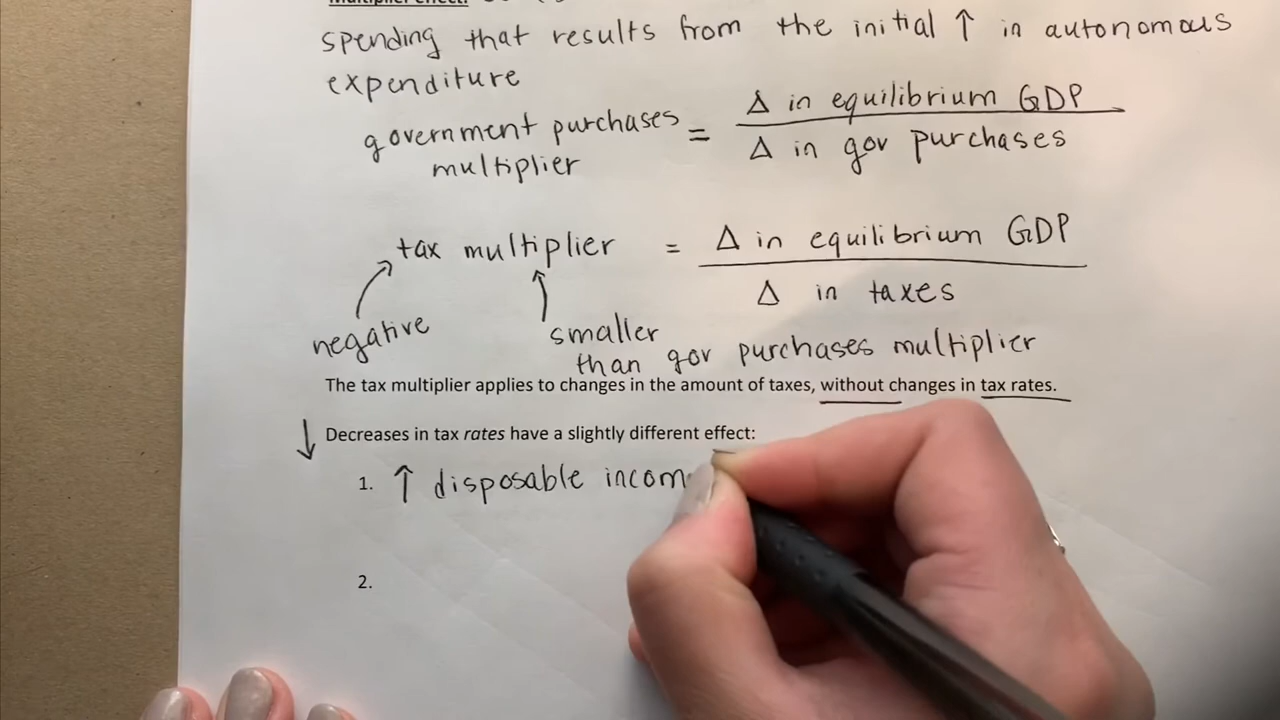 Multiplier effect:
spending that results from the initial ↑ in autonomous
expenditure
government purchases multiplier = Δ in equilibrium GDP
Δ in gov purchases
tax multiplier = Δ in equilibrium GDP
Δ in taxes
negative
smaller
than gov purchases multiplier
The tax multiplier applies to changes in the amount of taxes, without changes in tax rates.
↓ Decreases in tax rates have a slightly different effect:
1. ↑ disposable incom
2.